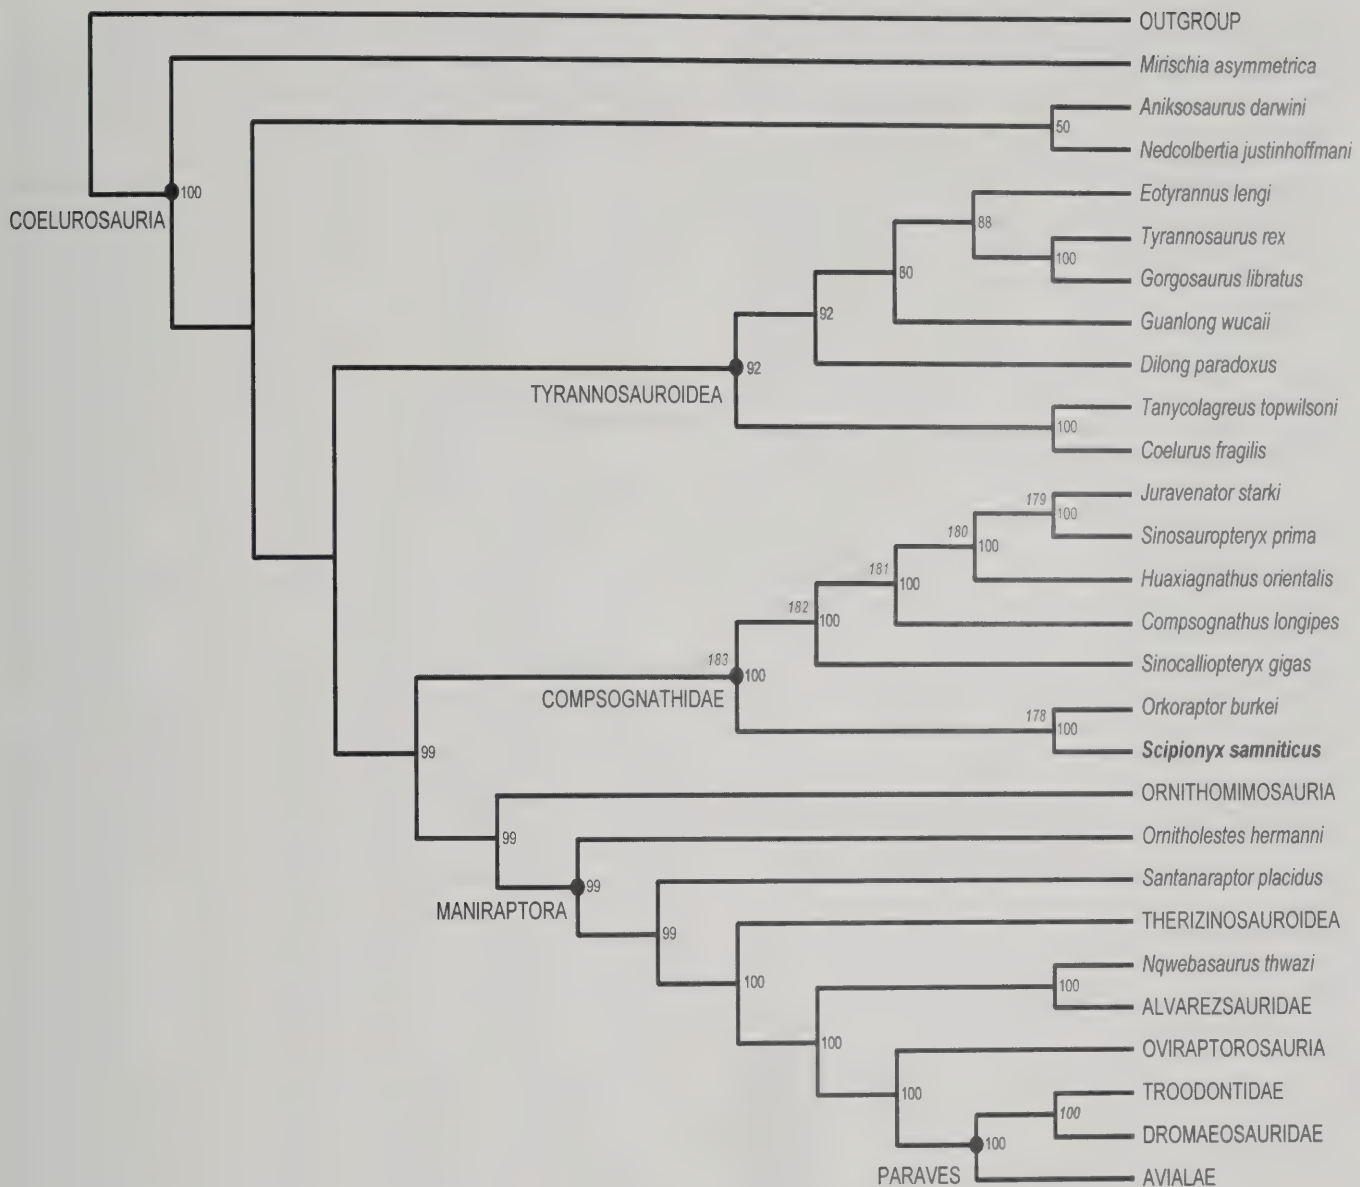 OUTGROUP
Mirischia asymmetrica
Aniksosaurus darwini
50
Nedcolbertia justinhoffmani
100
COELUROSAURIA
Eotyrannus lengi
88
Tyrannosaurus rex
100
Gorgosaurus libratus
80
Guanlong wucaii
92
Dilong paradoxus
92
TYRANNOSAUROIDEA
Tanycolagreus topwilsoni
100
Coelurus fragilis
Juravenator starki
179
100
Sinosauropteryx prima
180
100
Huaxiagnathus orientalis
181
100
Compsognathus longipes
182
100
Sinocalliopteryx gigas
183
100
COMPSOGNATHIDAE
Orkoraptor burkei
178
100
Scipionyx samniticus
99
ORNITHOMIMOSAURIA
99
Ornitholestes hermanni
99
MANIRAPTORA
Santanaraptor placidus
99
THERIZINOSAUROIDEA
100
Nqwebasaurus thwazi
100
ALVAREZSAURIDAE
100
OVIRAPTOROSAURIA
100
TROODONTIDAE
100
DROMAEOSAURIDAE
100
PARAVES
AVIALAE